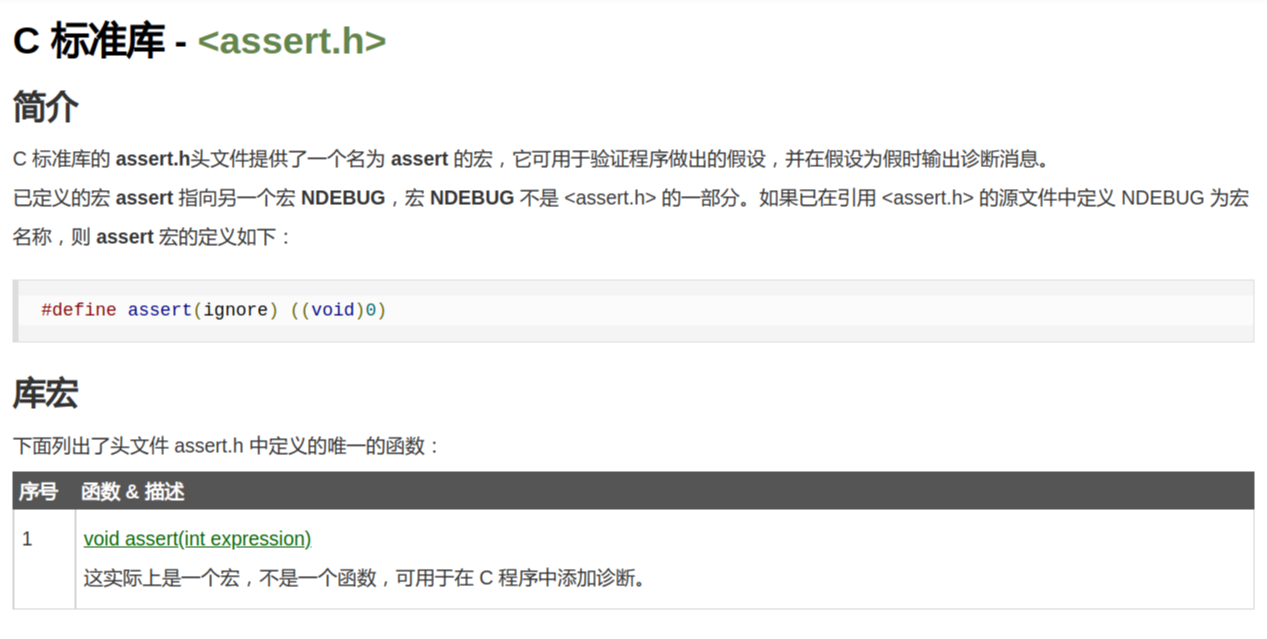 C 标准库 - <assert.h>
简介
C 标准库的 assert.h头文件提供了一个名为 assert 的宏，它可用于验证程序做出的假设，并在假设为假时输出诊断消息。
已定义的宏 assert 指向另一个宏 NDEBUG，宏 NDEBUG 不是 <assert.h> 的一部分。如果已在引用 <assert.h> 的源文件中定义 NDEBUG 为宏
名称，则 assert 宏的定义如下：
#define assert(ignore) ((void)0)
库宏
下面列出了头文件 assert.h 中定义的唯一的函数：
序号 函数 & 描述
1 void assert(int expression)
这实际上是一个宏，不是一个函数，可用于在 C 程序中添加诊断。